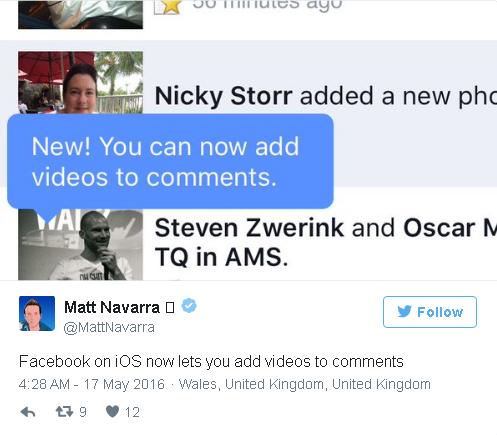 56 minutes ago
Nicky Storr added a new pho
New! You can now add
videos to comments.
Steven Zwerink and Oscar M
TQ in AMS.
Matt Navarra
@MattNavarra
Follow
Facebook on iOS now lets you add videos to comments
4:28 AM - 17 May 2016 · Wales, United Kingdom, United Kingdom
9 12